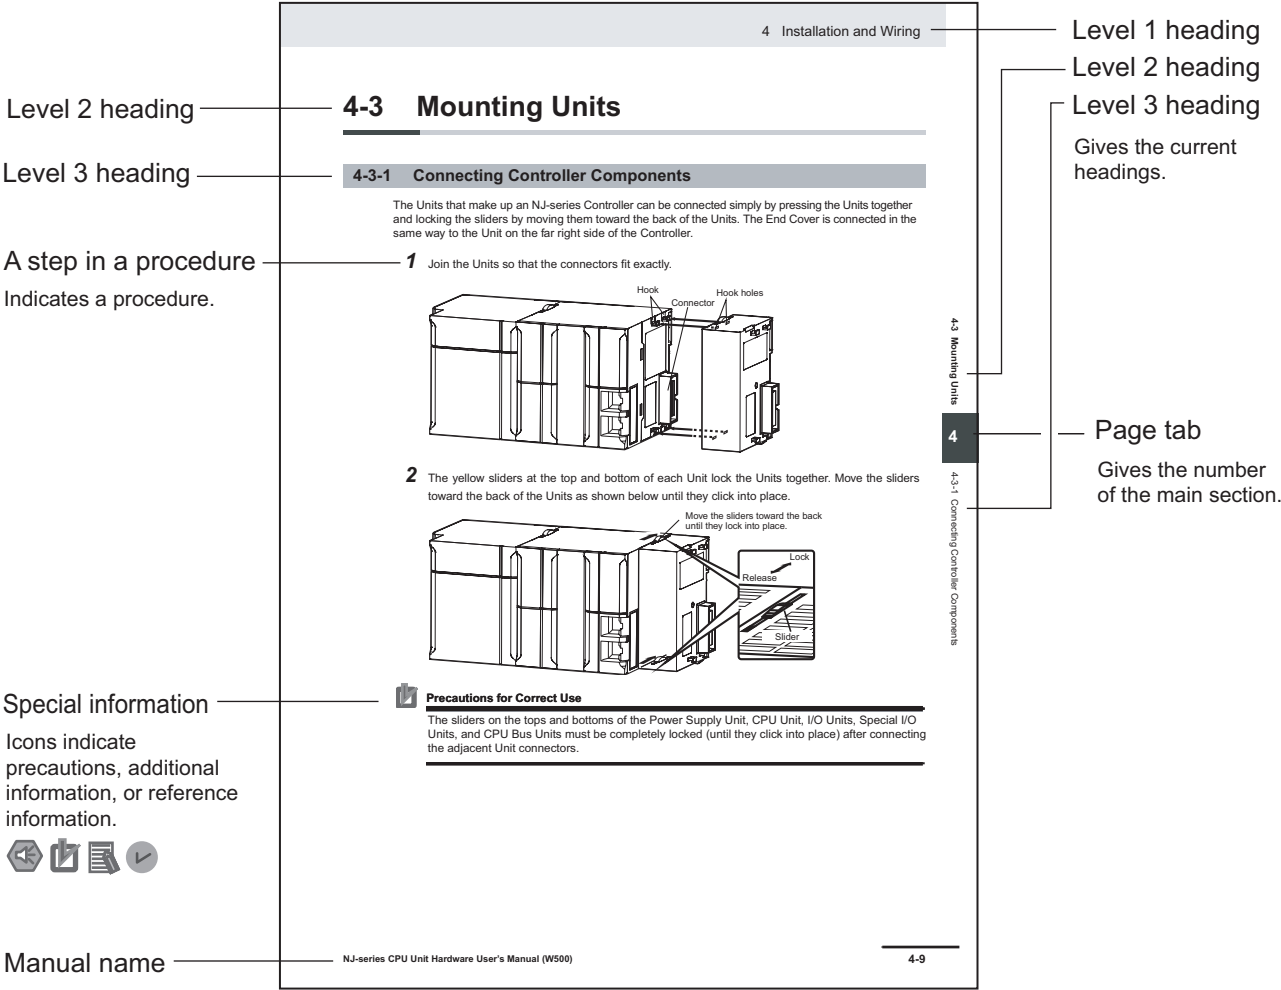 4 Installation and Wiring
Level 1 heading
Level 2 heading
Level 3 heading
Gives the current
headings.
Level 2 heading
4-3 Mounting Units
Level 3 heading
4-3-1 Connecting Controller Components
The Units that make up an NJ-series Controller can be connected simply by pressing the Units together
and locking the sliders by moving them toward the back of the Units. The End Cover is connected in the
same way to the Unit on the far right side of the Controller.
A step in a procedure
Indicates a procedure.
1 Join the Units so that the connectors fit exactly.
Hook
Connector
Hook holes
4-3 Mounting Units
4
Page tab
Gives the number
of the main section.
4-3-1 Connecting Controller Components
2 The yellow sliders at the top and bottom of each Unit lock the Units together. Move the sliders
toward the back of the Units as shown below until they click into place.
Move the sliders toward the back
until they lock into place.
Lock
Release
Slider
Special information
Icons indicate
precautions, additional
information, or reference
information.
Precautions for Correct Use
The sliders on the tops and bottoms of the Power Supply Unit, CPU Unit, I/O Units, Special I/O
Units, and CPU Bus Units must be completely locked (until they click into place) after connecting
the adjacent Unit connectors.
Manual name
NJ-series CPU Unit Hardware User's Manual (W500)
4-9